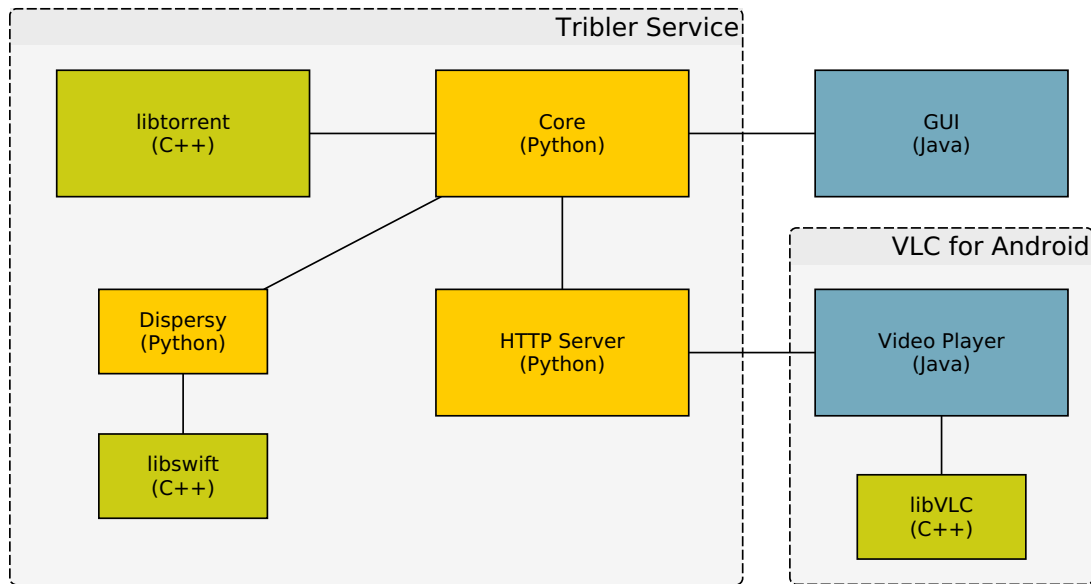 Tribler Service
libtorrent
(C++)
Core
(Python)
GUI
(Java)
VLC for Android
Dispersy
(Python)
HTTP Server
(Python)
Video Player
(Java)
libswift
(C++)
libVLC
(C++)